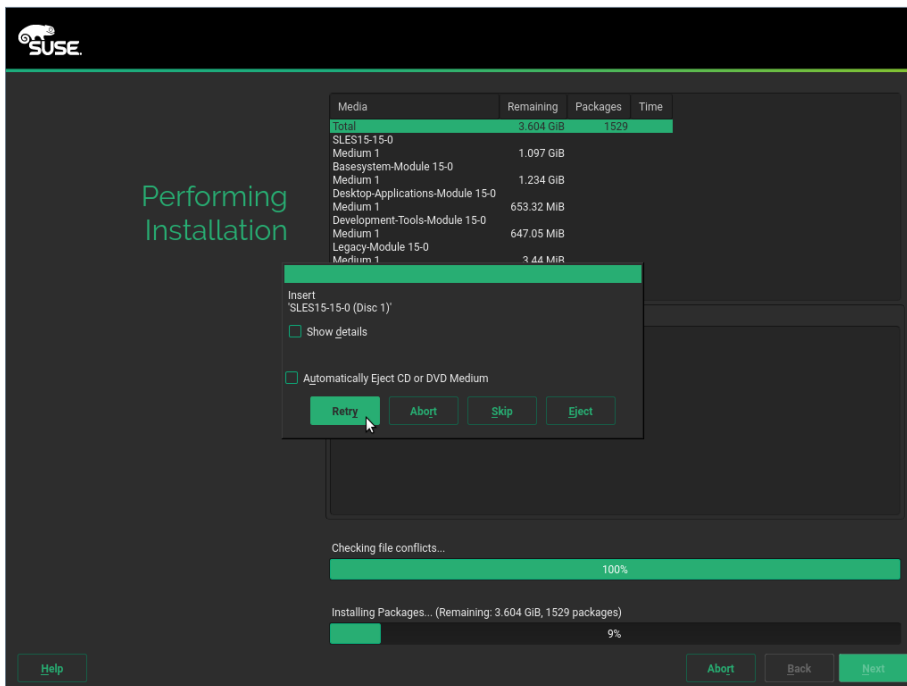 SUSE.
Performing
Installation
Media Remaining Packages Time
Total 3.604 GiB 1529
SLES15-15-0
Medium 1 1.097 GiB
Basesystem-Module 15-0
Medium 1 1.234 GiB
Desktop-Applications-Module 15-0
Medium 1 653.32 MiB
Development-Tools-Module 15-0
Medium 1 647.05 MiB
Legacy-Module 15-0
Medium 1 3.44 MiB
Insert
'SLES15-15-0 (Disc 1)'
Show details
Automatically Eject CD or DVD Medium
Retry Abort Skip Eject
Checking file conflicts...
100%
Installing Packages... (Remaining: 3.604 GiB, 1529 packages)
9%
Help Abort Back Next